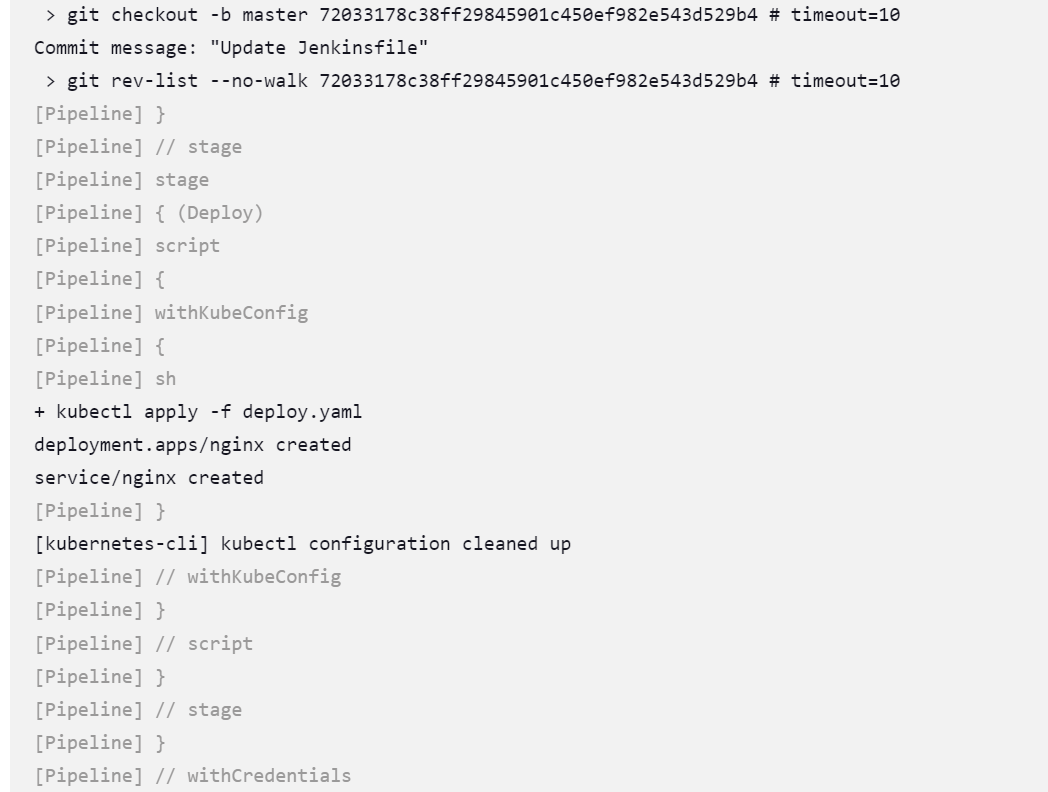 > git checkout -b master 72033178c38ff29845901c450ef982e543d529b4 # timeout=10
Commit message: "Update Jenkinsfile"
> git rev-list --no-walk 72033178c38ff29845901c450ef982e543d529b4 # timeout=10
[Pipeline] }
[Pipeline] // stage
[Pipeline] stage
[Pipeline] { (Deploy)
[Pipeline] script
[Pipeline] {
[Pipeline] withKubeConfig
[Pipeline] {
[Pipeline] sh
+ kubectl apply -f deploy.yaml
deployment.apps/nginx created
service/nginx created
[Pipeline] }
[kubernetes-cli] kubectl configuration cleaned up
[Pipeline] // withKubeConfig
[Pipeline] }
[Pipeline] // script
[Pipeline] }
[Pipeline] // stage
[Pipeline] }
[Pipeline] // withCredentials